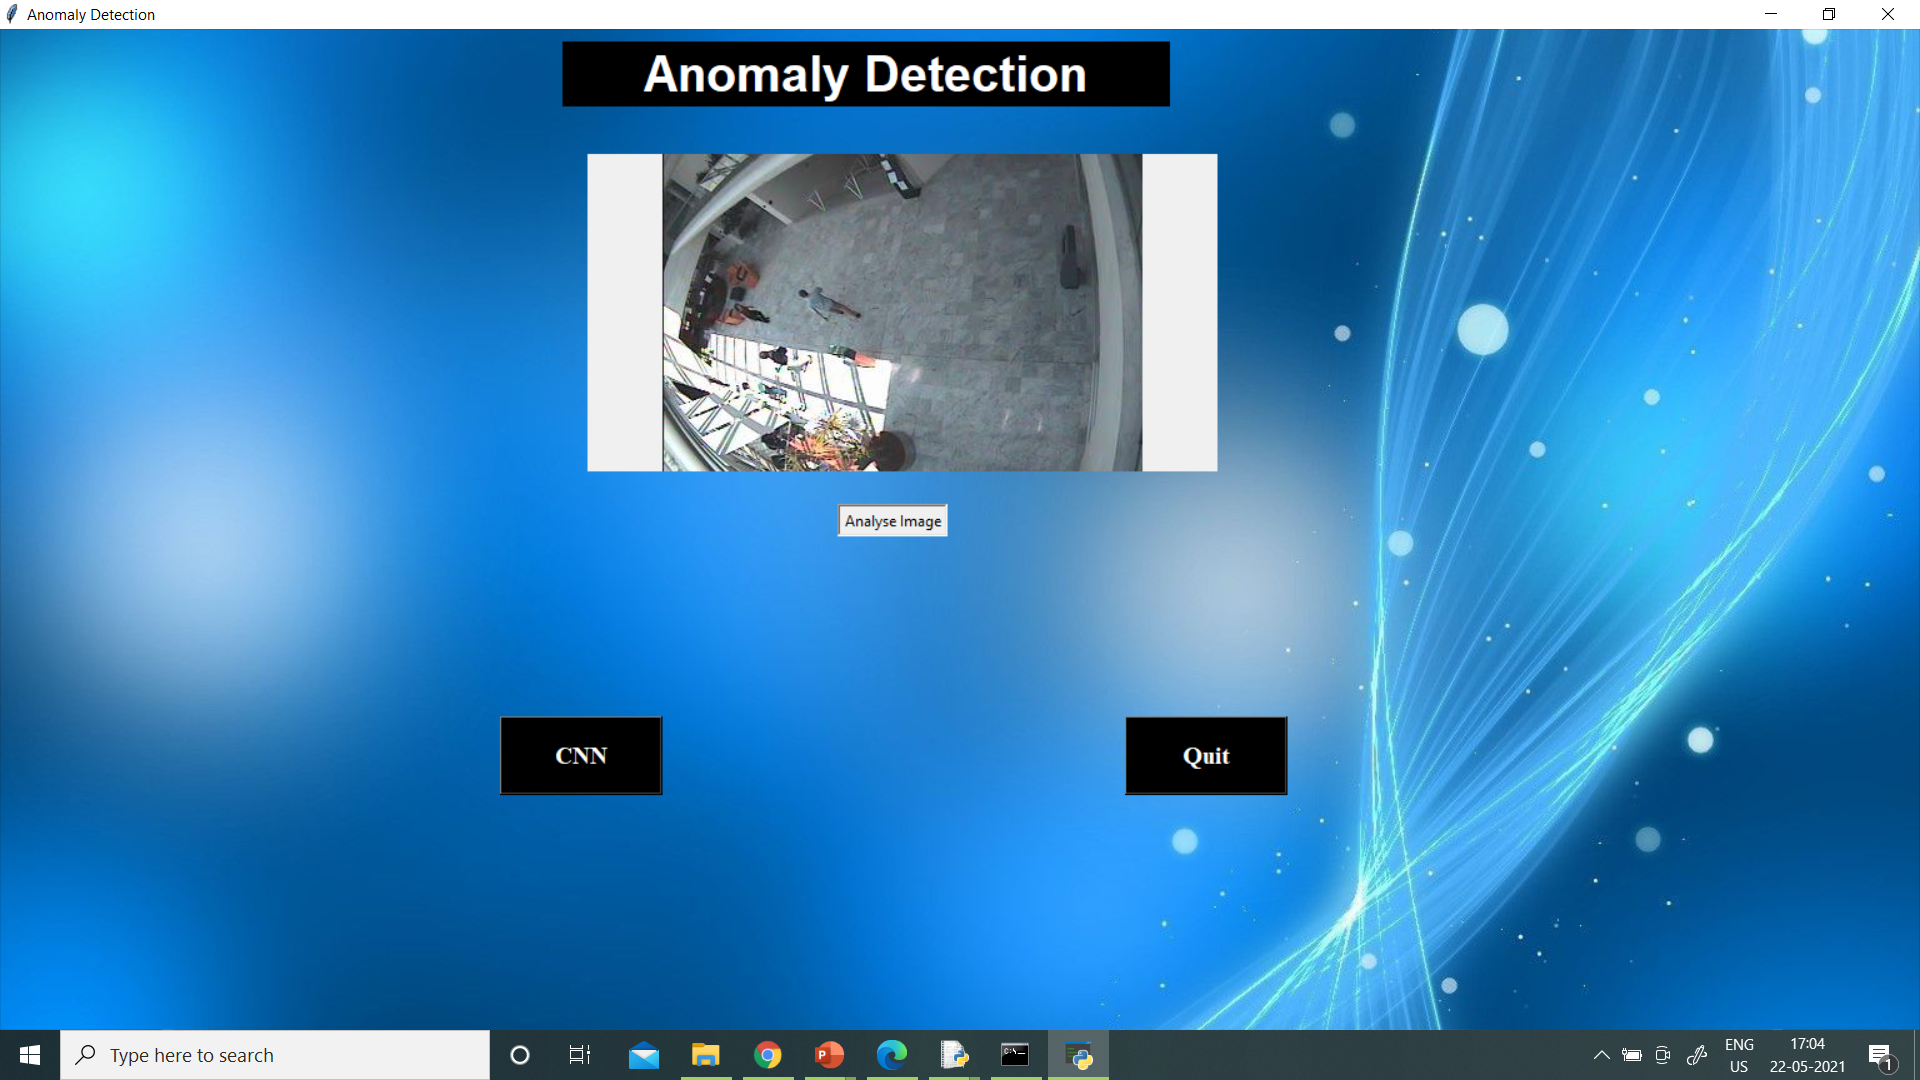 Anomaly Detection
Anomaly Detection
Analyse Image
CNN
Quit
Type here to search
ENG
US
17:04
22-05-2021
1